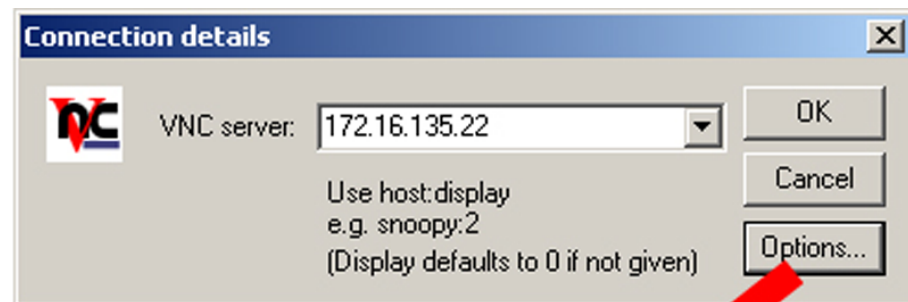 Connection details
VNC
VNC server:
172.16.135.22
OK
Use host:display
e.g. snoopy:2
(Display defaults to 0 if not given)
Cancel
Options...